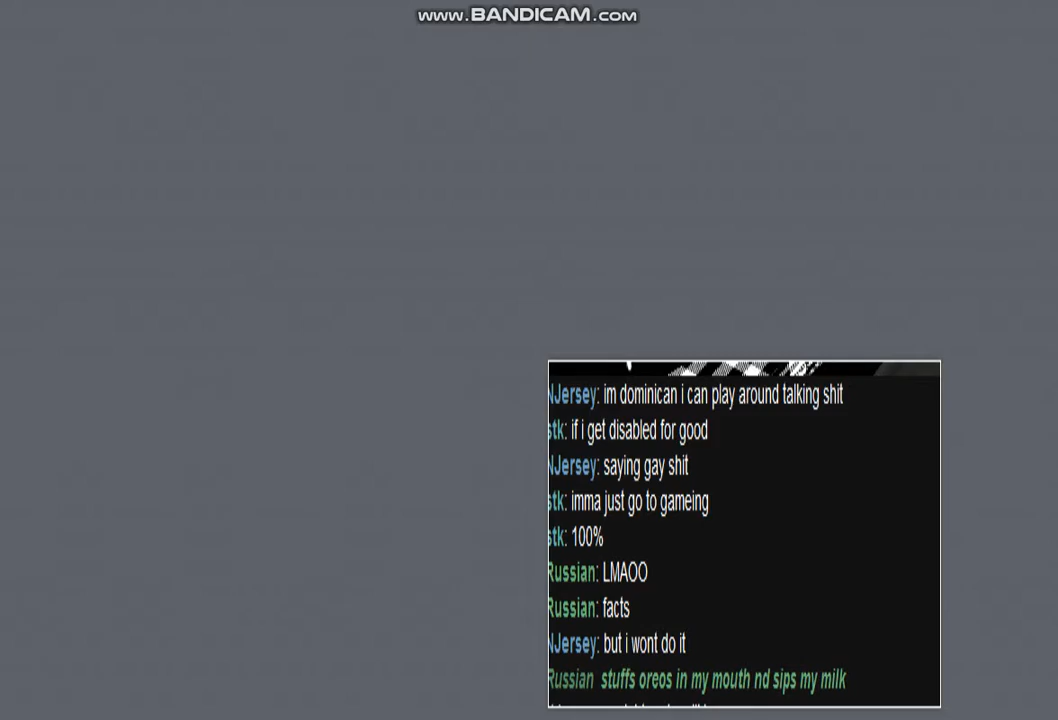 www.BANDICAM.com
NJersey: im dominican i can play around talking shit
stk: if i get disabled for good
NJersey: saying gay shit
stk: imma just go to gameing
stk: 100%
Russian: LMAOO
Russian: facts
NJersey: but i wont do it
Russian stuffs oreos in my mouth nd sips my milk